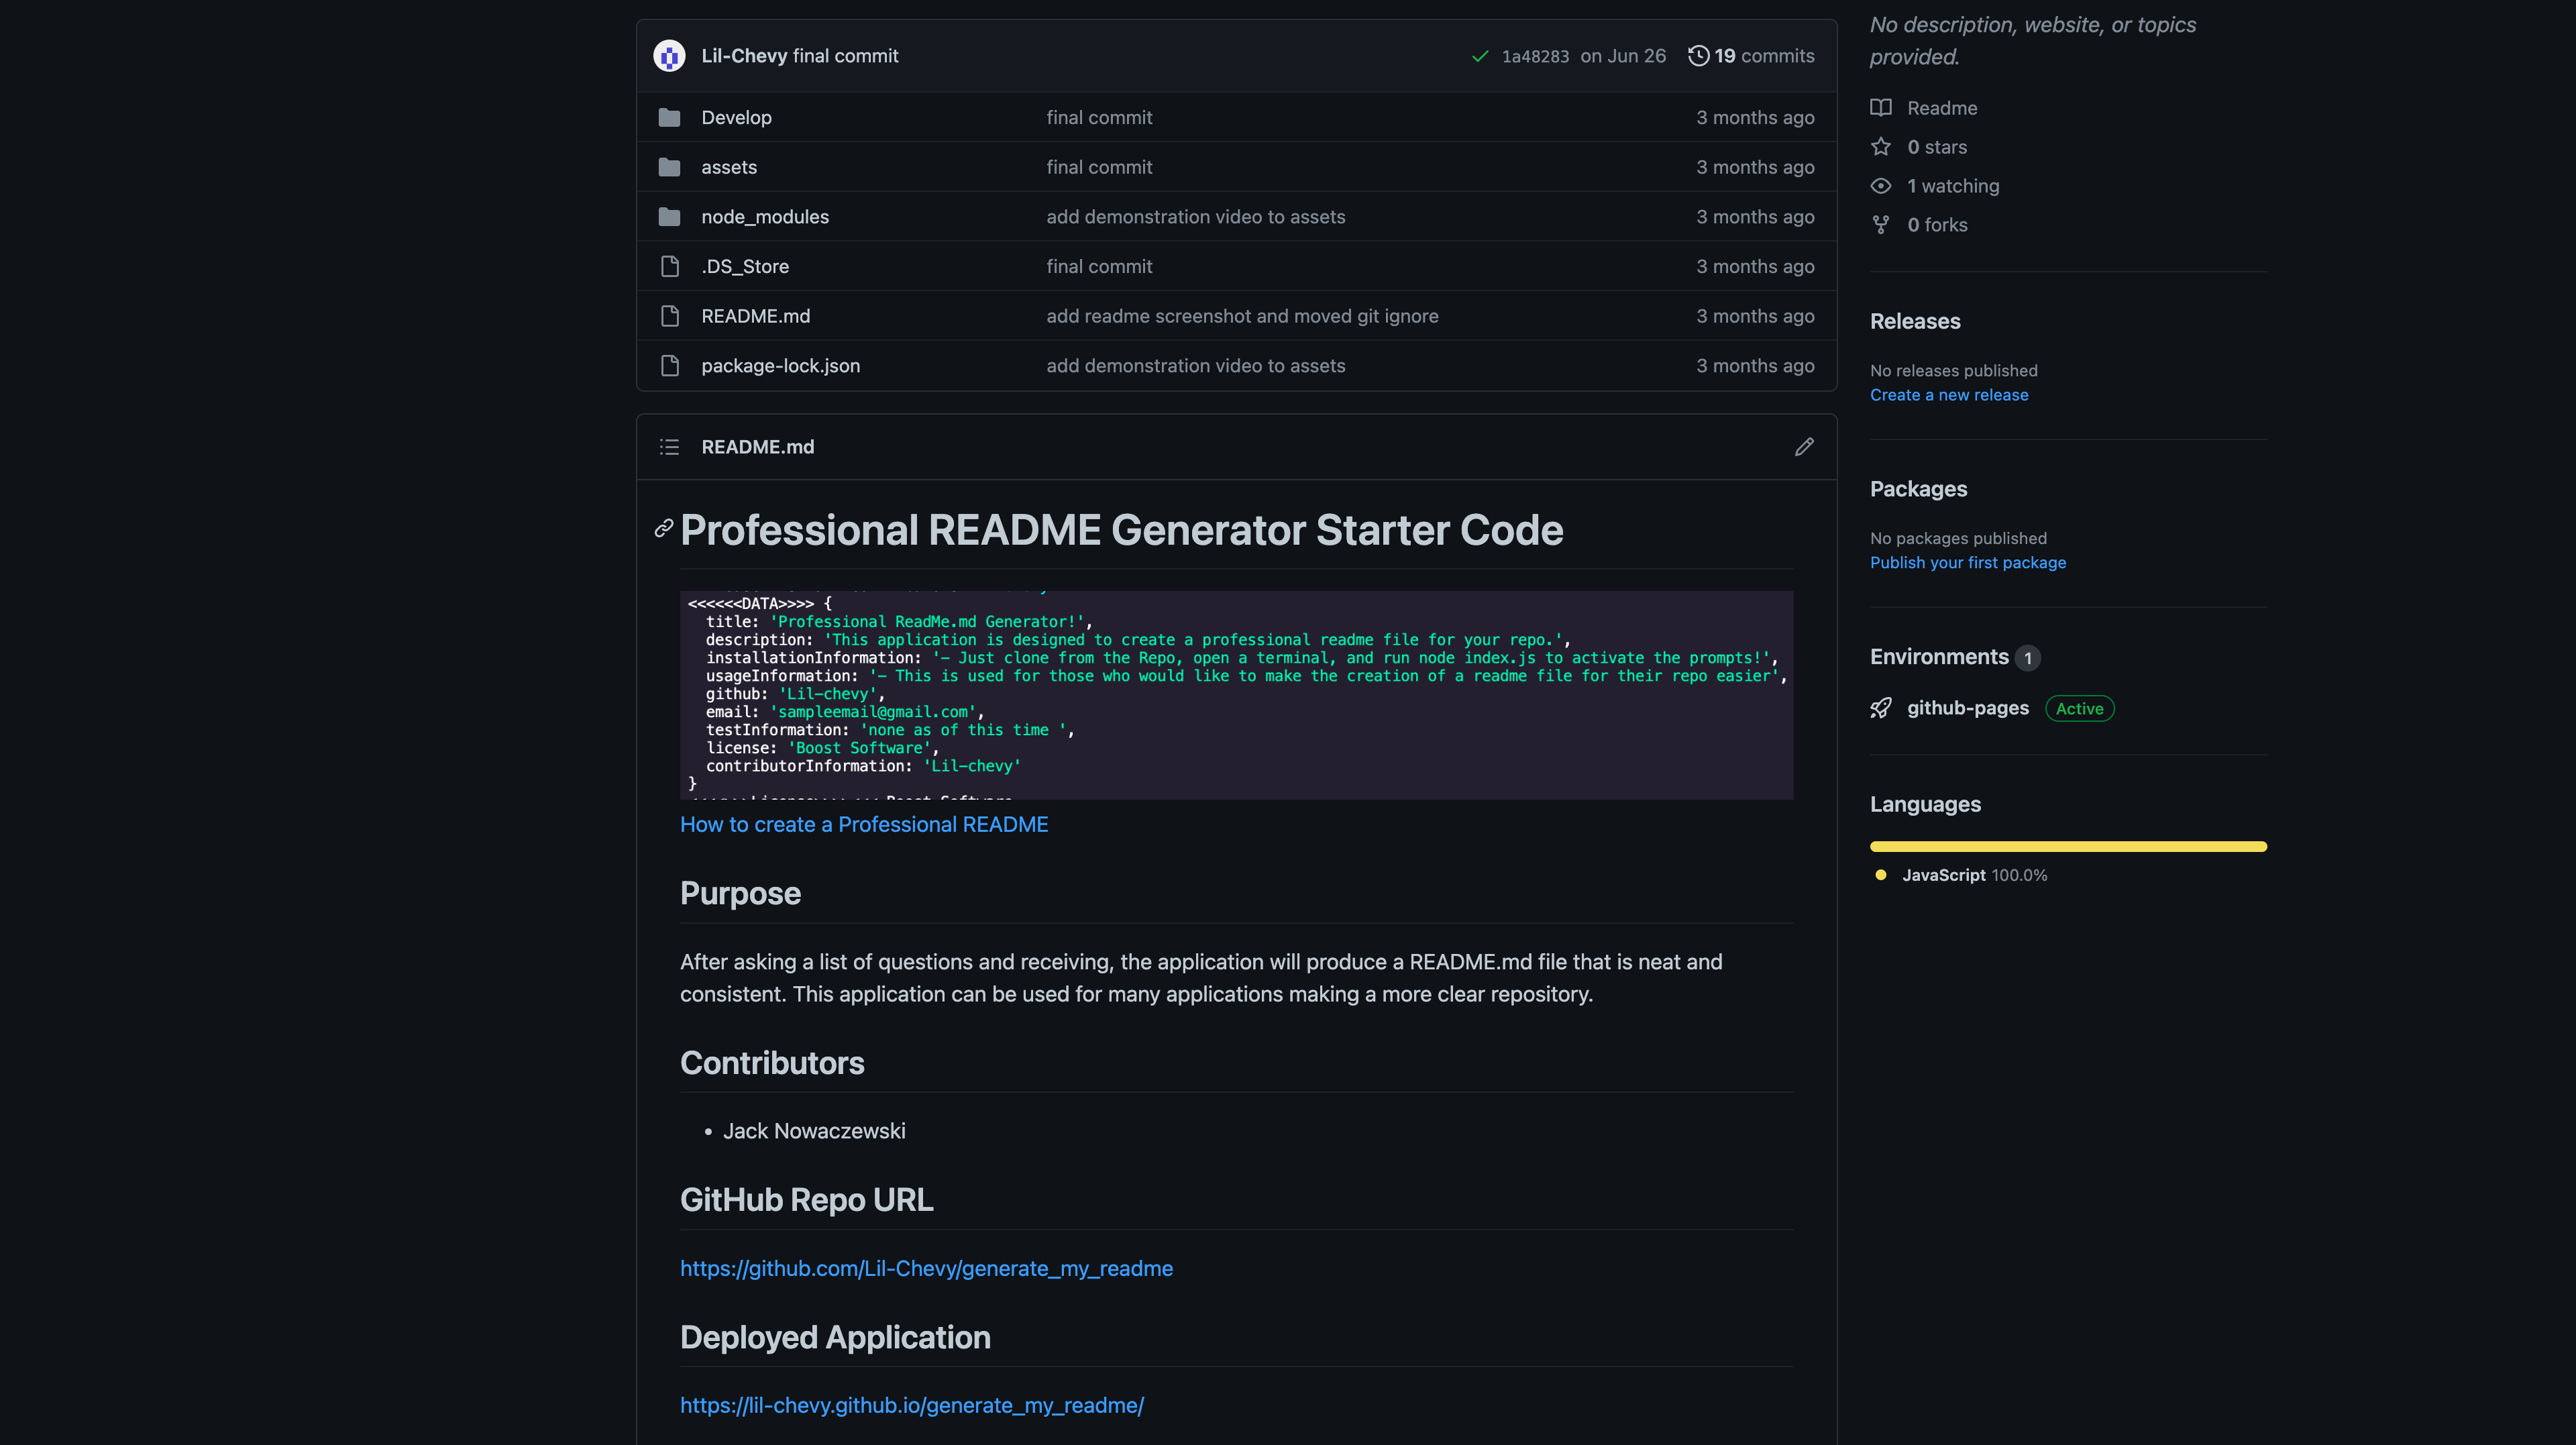 Lil-Chevy final commit 1a48283 on Jun 26 19 commits
Develop final commit 3 months ago
assets final commit 3 months ago
node_modules add demonstration video to assets 3 months ago
.DS_Store final commit 3 months ago
README.md add readme screenshot and moved git ignore 3 months ago
package-lock.json add demonstration video to assets 3 months ago
README.md
Professional README Generator Starter Code
<<<<<<DATA>>>> {
title: 'Professional ReadMe.md Generator!',
description: 'This application is designed to create a professional readme file for your repo.',
installationInformation: '- Just clone from the Repo, open a terminal, and run node index.js to activate the prompts!',
usageInformation: '- This is used for those who would like to make the creation of a readme file for their repo easier',
github: 'Lil-chevy',
email: 'sampleemail@gmail.com',
testInformation: 'none as of this time ',
license: 'Boost Software',
contributorInformation: 'Lil-chevy'
}
How to create a Professional README
Purpose
After asking a list of questions and receiving, the application will produce a README.md file that is neat and
consistent. This application can be used for many applications making a more clear repository.
Contributors
• Jack Nowaczewski
GitHub Repo URL
https://github.com/Lil-Chevy/generate_my_readme
Deployed Application
https://lil-chevy.github.io/generate_my_readme/
No description, website, or topics
provided.
Readme
0 stars
1 watching
0 forks
Releases
No releases published
Create a new release
Packages
No packages published
Publish your first package
Environments 1
github-pages Active
Languages
JavaScript 100.0%